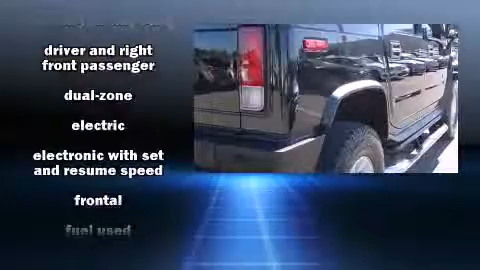 driver and right
front passenger
dual-zone
electric
electronic with set
and resume speed
frontal
fuel used